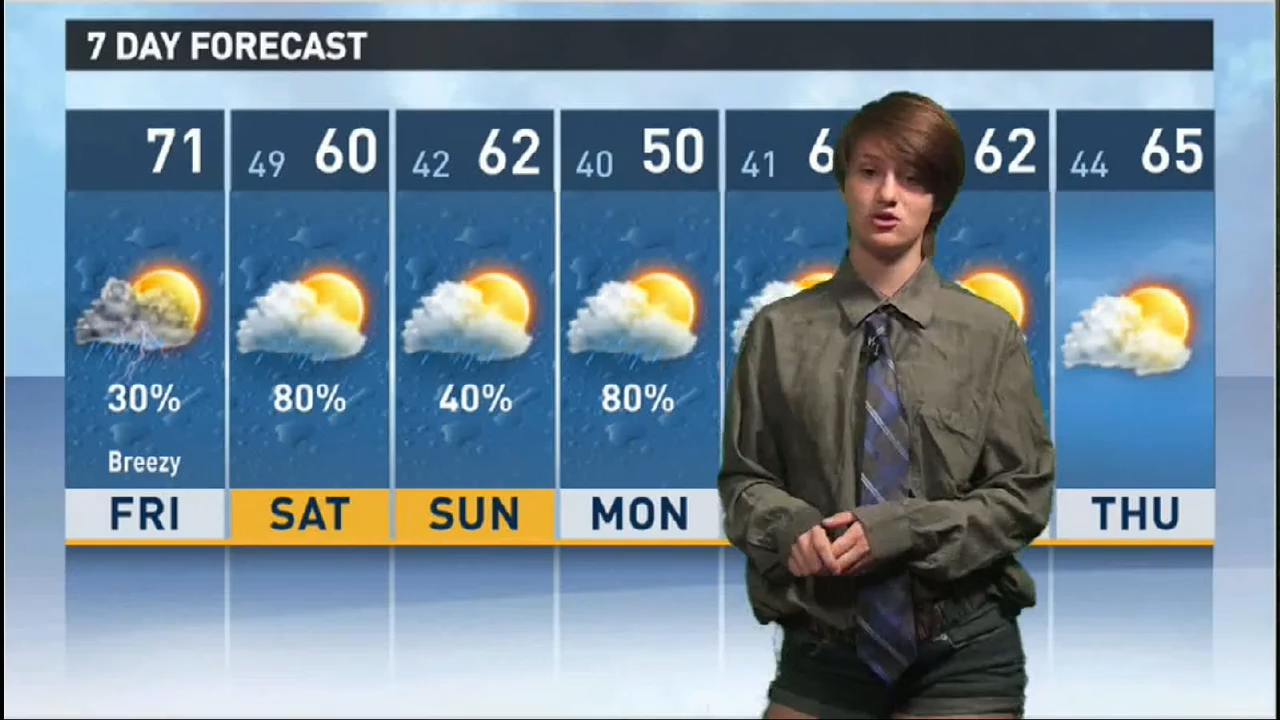 7 DAY FORECAST
71 49 60 42 62 40 50 41 6 62 44 65
30% 80% 40% 80%
Breezy
FRI SAT SUN MON THU